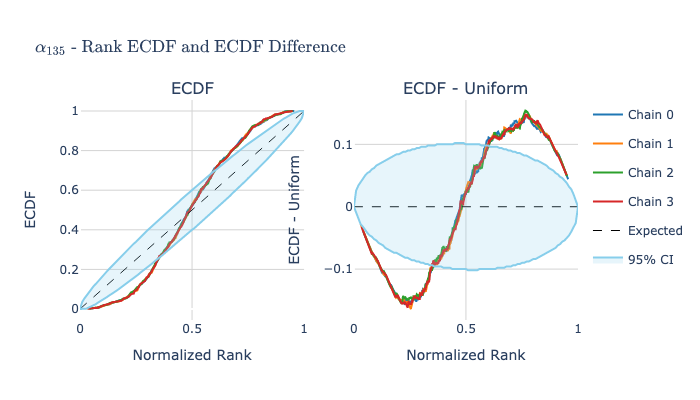 α₁₃₅ - Rank ECDF and ECDF Difference
ECDF
ECDF - Uniform
1
0.8
0.6
0.4
0.2
0
ECDF
0
0.5
1
Normalized Rank
0.1
0
−0.1
ECDF - Uniform
0
0.5
1
Normalized Rank
Chain 0
Chain 1
Chain 2
Chain 3
Expected
95% CI